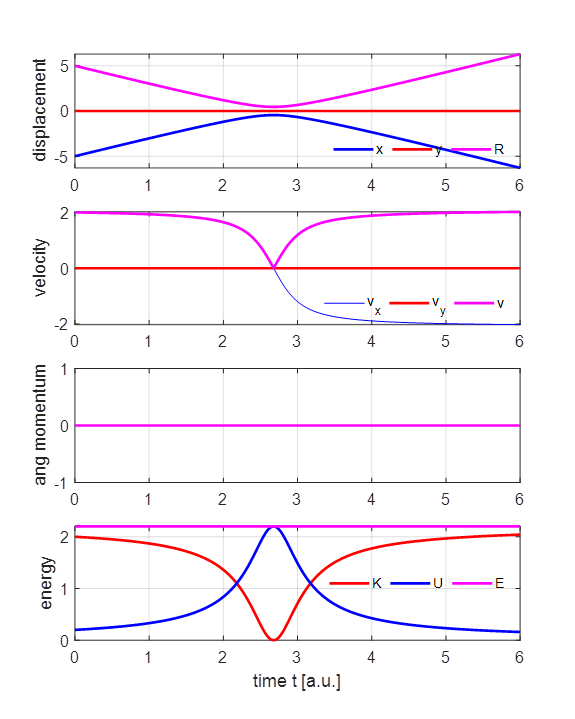 displacement
5
0
-5
x y R
0 1 2 3 4 5 6
velocity
2
0
-2
vx vy v
0 1 2 3 4 5 6
ang momentum
1
0
-1
0 1 2 3 4 5 6
energy
2
1
0
K U E
0 1 2 3 4 5 6
time t [a.u.]